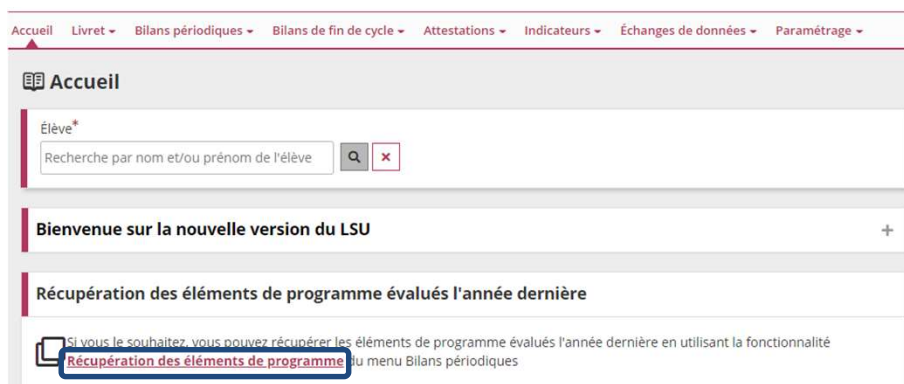 Accueil Livret Bilans périodiques Bilans de fin de cycle Attestations Indicateurs Échanges de données Paramétrage
Accueil
Élève*
Recherche par nom et/ou prénom de l'élève
Bienvenue sur la nouvelle version du LSU +
Récupération des éléments de programme évalués l'année dernière
Si vous le souhaitez, vous pouvez récupérer les éléments de programme évalués l'année dernière en utilisant la fonctionnalité
Récupération des éléments de programme du menu Bilans périodiques